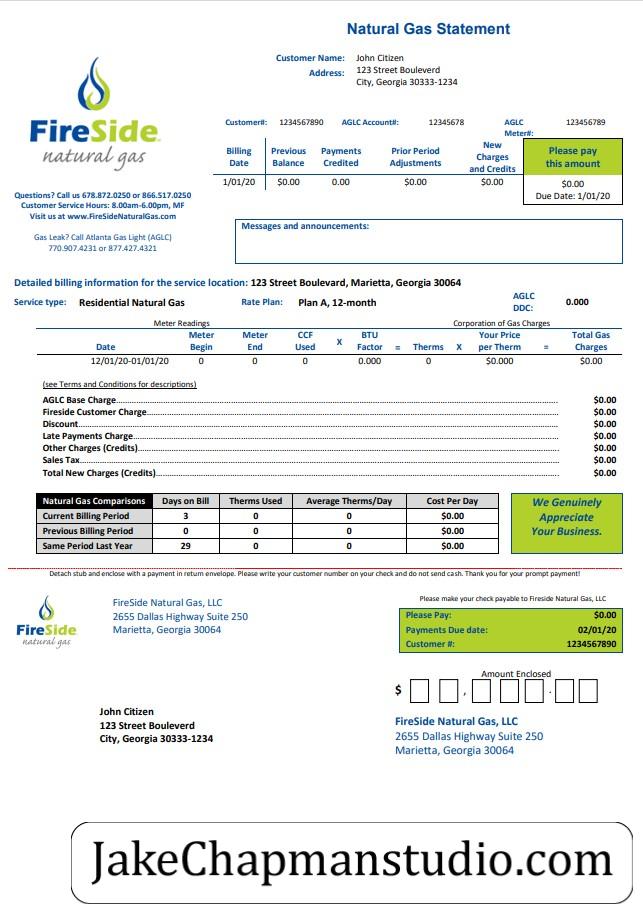 Natural Gas Statement
Customer Name: John Citizen
Address: 123 Street Bouleverd
City, Georgia 30333-1234
FireSide
natural gas
Customer#: 1234567890 AGLC Account#: 12345678 AGLC Meter#: 123456789
Billing Date Previous Balance Payments Credited Prior Period Adjustments New Charges and Credits Please pay this amount
1/01/20 $0.00 0.00 $0.00 $0.00 $0.00
Due Date: 1/01/20
Questions? Call us 678.872.0250 or 866.517.0250
Customer Service Hours: 8.00am-6.00pm, MF
Visit us at www.FireSideNaturalGas.com
Gas Leak? Call Atlanta Gas Light (AGLC)
770.907.4231 or 877.427.4321
Messages and announcements:
Detailed billing information for the service location: 123 Street Boulevard, Marietta, Georgia 30064
Service type: Residential Natural Gas Rate Plan: Plan A, 12-month AGLC DDC: 0.000
Meter Readings Corporation of Gas Charges
Date Meter Begin Meter End CCF Used X BTU Factor = Therms X Your Price per Therm = Total Gas Charges
12/01/20-01/01/20 0 0 0 0.000 0 $0.000 $0.00
(see Terms and Conditions for descriptions)
AGLC Base Charge $0.00
Fireside Customer Charge $0.00
Discount $0.00
Late Payments Charge $0.00
Other Charges (Credits) $0.00
Sales Tax $0.00
Total New Charges (Credits) $0.00
Natural Gas Comparisons Days on Bill Therms Used Average Therms/Day Cost Per Day
Current Billing Period 3 0 0 $0.00
Previous Billing Period 0 0 0 $0.00
Same Period Last Year 29 0 0 $0.00
We Genuinely
Appreciate
Your Business.
Detach stub and enclose with a payment in return envelope. Please write your customer number on your check and do not send cash. Thank you for your prompt payment!
FireSide
natural gas
FireSide Natural Gas, LLC
2655 Dallas Highway Suite 250
Marietta, Georgia 30064
Please make your check payable to Fireside Natural Gas, LLC
Please Pay: $0.00
Payments Due date: 02/01/20
Customer #: 1234567890
Amount Enclosed
$ , .
John Citizen
123 Street Bouleverd
City, Georgia 30333-1234
FireSide Natural Gas, LLC
2655 Dallas Highway Suite 250
Marietta, Georgia 30064
JakeChapmanstudio.com